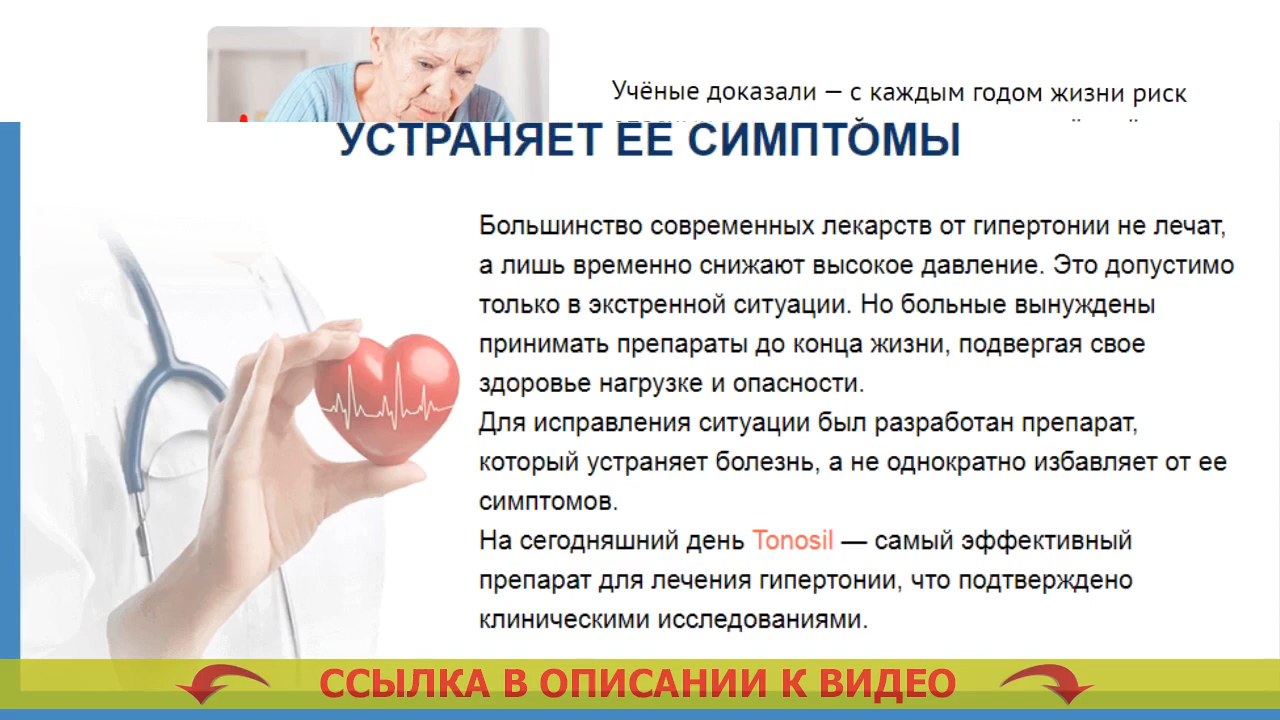 Учёные доказали — с каждым годом жизни риск
УСТРАНЯЕТ ЕЕ СИМПТОМЫ
Большинство современных лекарств от гипертонии не лечат,
а лишь временно снижают высокое давление. Это допустимо
только в экстренной ситуации. Но больные вынуждены
принимать препараты до конца жизни, подвергая свое
здоровье нагрузке и опасности.
Для исправления ситуации был разработан препарат,
который устраняет болезнь, а не однократно избавляет от ее
симптомов.
На сегодняшний день Tonosil — самый эффективный
препарат для лечения гипертонии, что подтверждено
клиническими исследованиями.
ССЫЛКА В ОПИСАНИИ К ВИДЕО